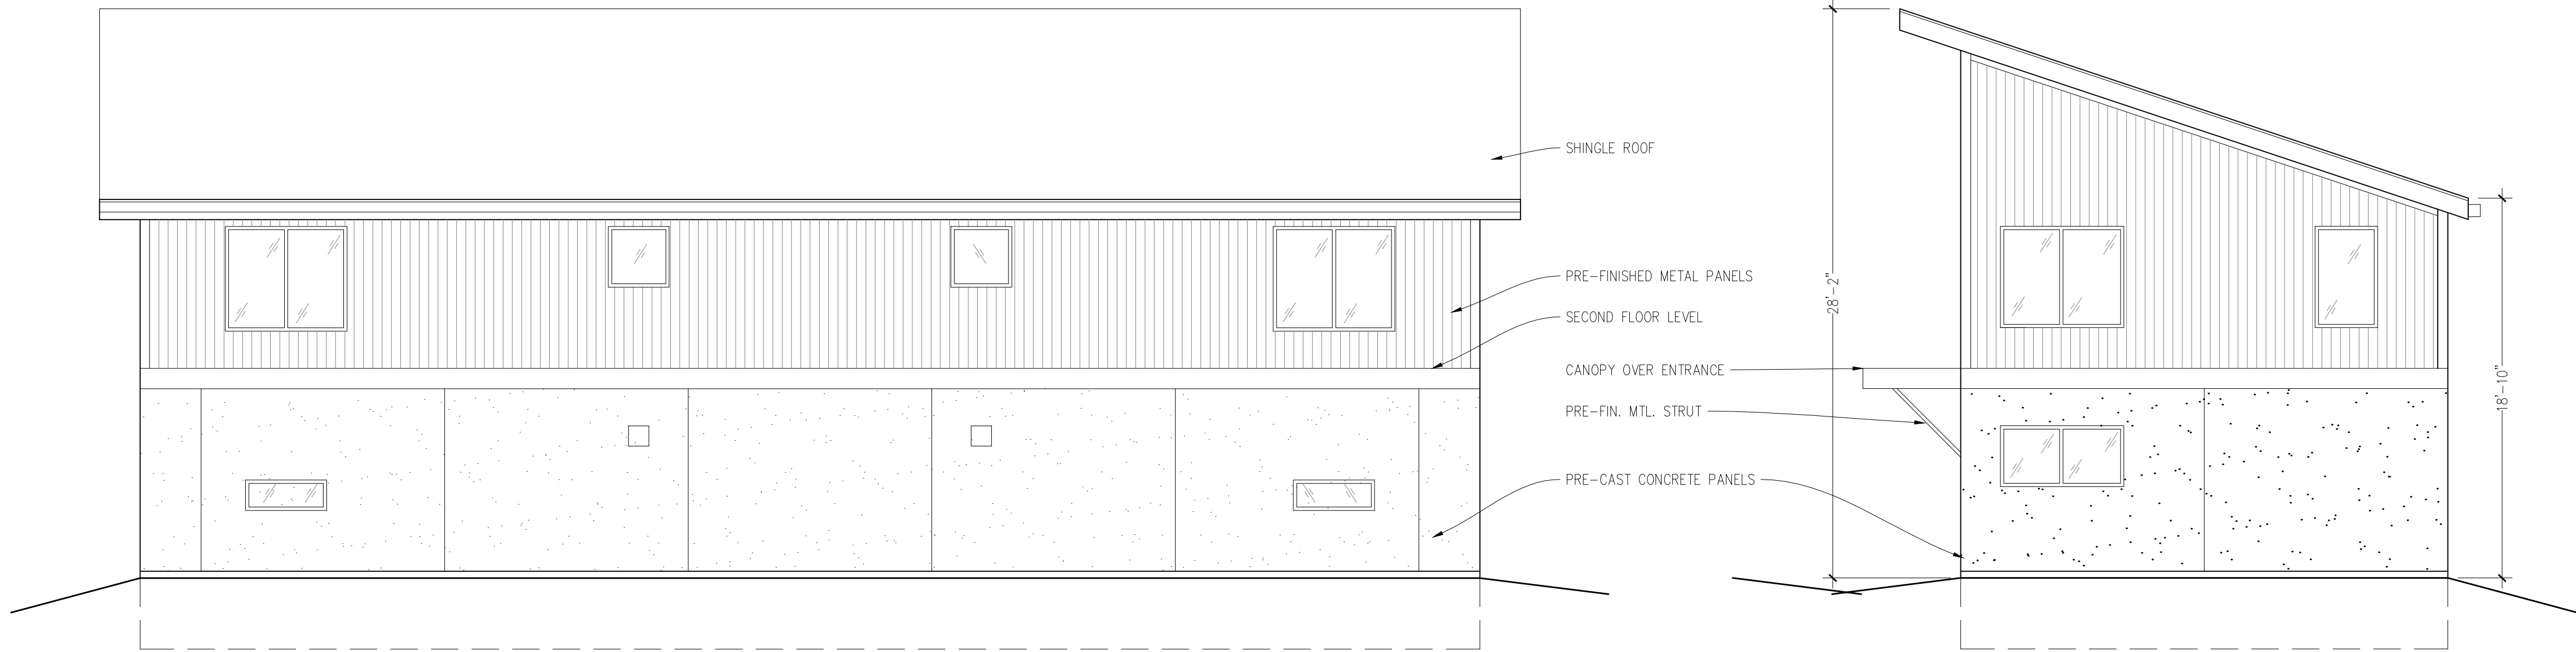 SHINGLE ROOF
PRE-FINISHED METAL PANELS
SECOND FLOOR LEVEL
CANOPY OVER ENTRANCE
PRE-FIN. MTL. STRUT
PRE-CAST CONCRETE PANELS
28'-2"
18'-10"